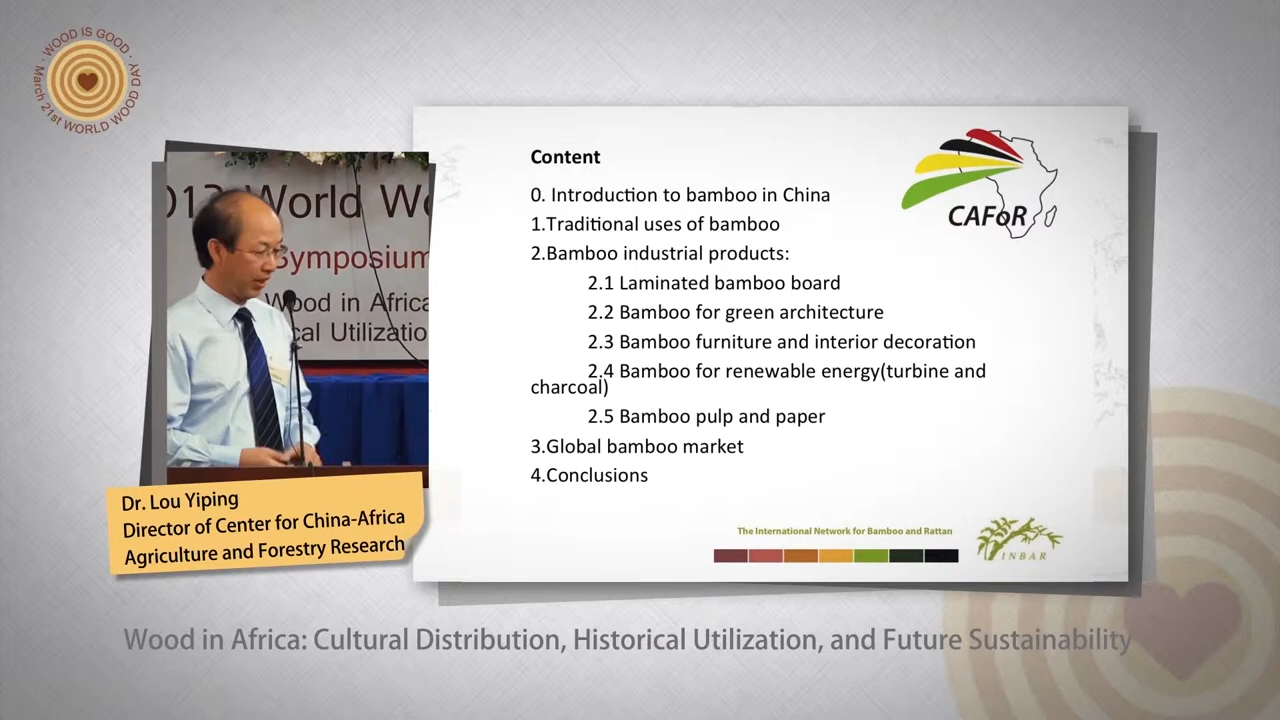 WOOD IS GOOD · March 21st WORLD WOOD DAY ·
Content
0. Introduction to bamboo in China
1.Traditional uses of bamboo
2.Bamboo industrial products:
2.1 Laminated bamboo board
2.2 Bamboo for green architecture
2.3 Bamboo furniture and interior decoration
2.4 Bamboo for renewable energy(turbine and
charcoal)
2.5 Bamboo pulp and paper
3.Global bamboo market
4.Conclusions
CAFoR
The International Network for Bamboo and Rattan
INBAR
World Wo
Symposium
Wood in Africa
cal Utilizatio
Dr. Lou Yiping
Director of Center for China-Africa
Agriculture and Forestry Research
Wood in Africa: Cultural Distribution, Historical Utilization, and Future Sustainability